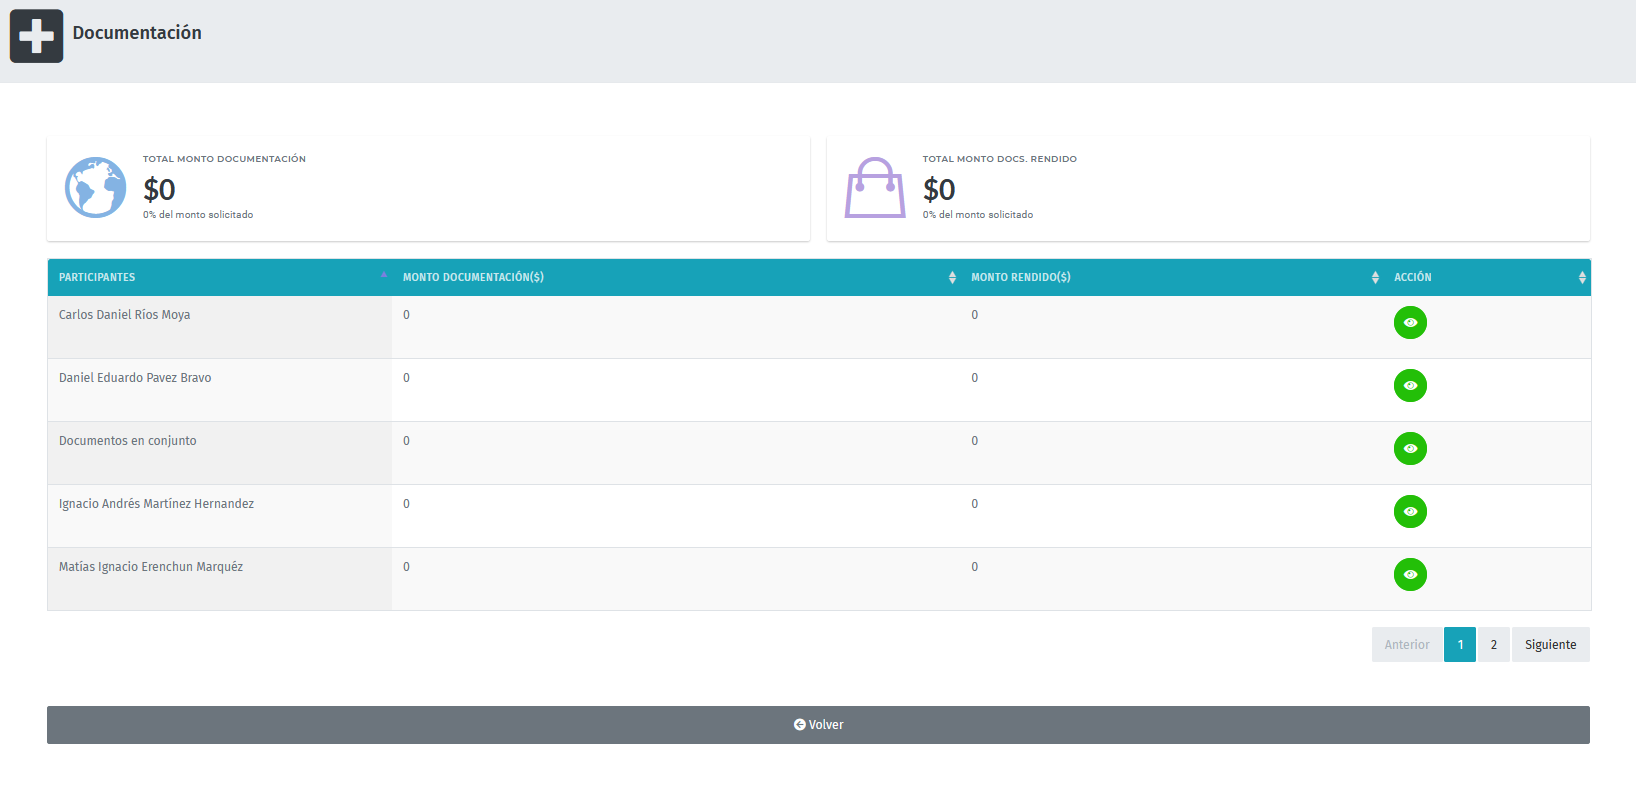 Documentación
TOTAL MONTO DOCUMENTACIÓN
$0
0% del monto solicitado
TOTAL MONTO DOCS. RENDIDO
$0
0% del monto solicitado
PARTICIPANTES MONTO DOCUMENTACIÓN($) MONTO RENDIDO($) ACCIÓN
Carlos Daniel Ríos Moya 0 0
Daniel Eduardo Pavez Bravo 0 0
Documentos en conjunto 0 0
Ignacio Andrés Martínez Hernandez 0 0
Matías Ignacio Erenchun Marquéz 0 0
Anterior 1 2 Siguiente
Volver